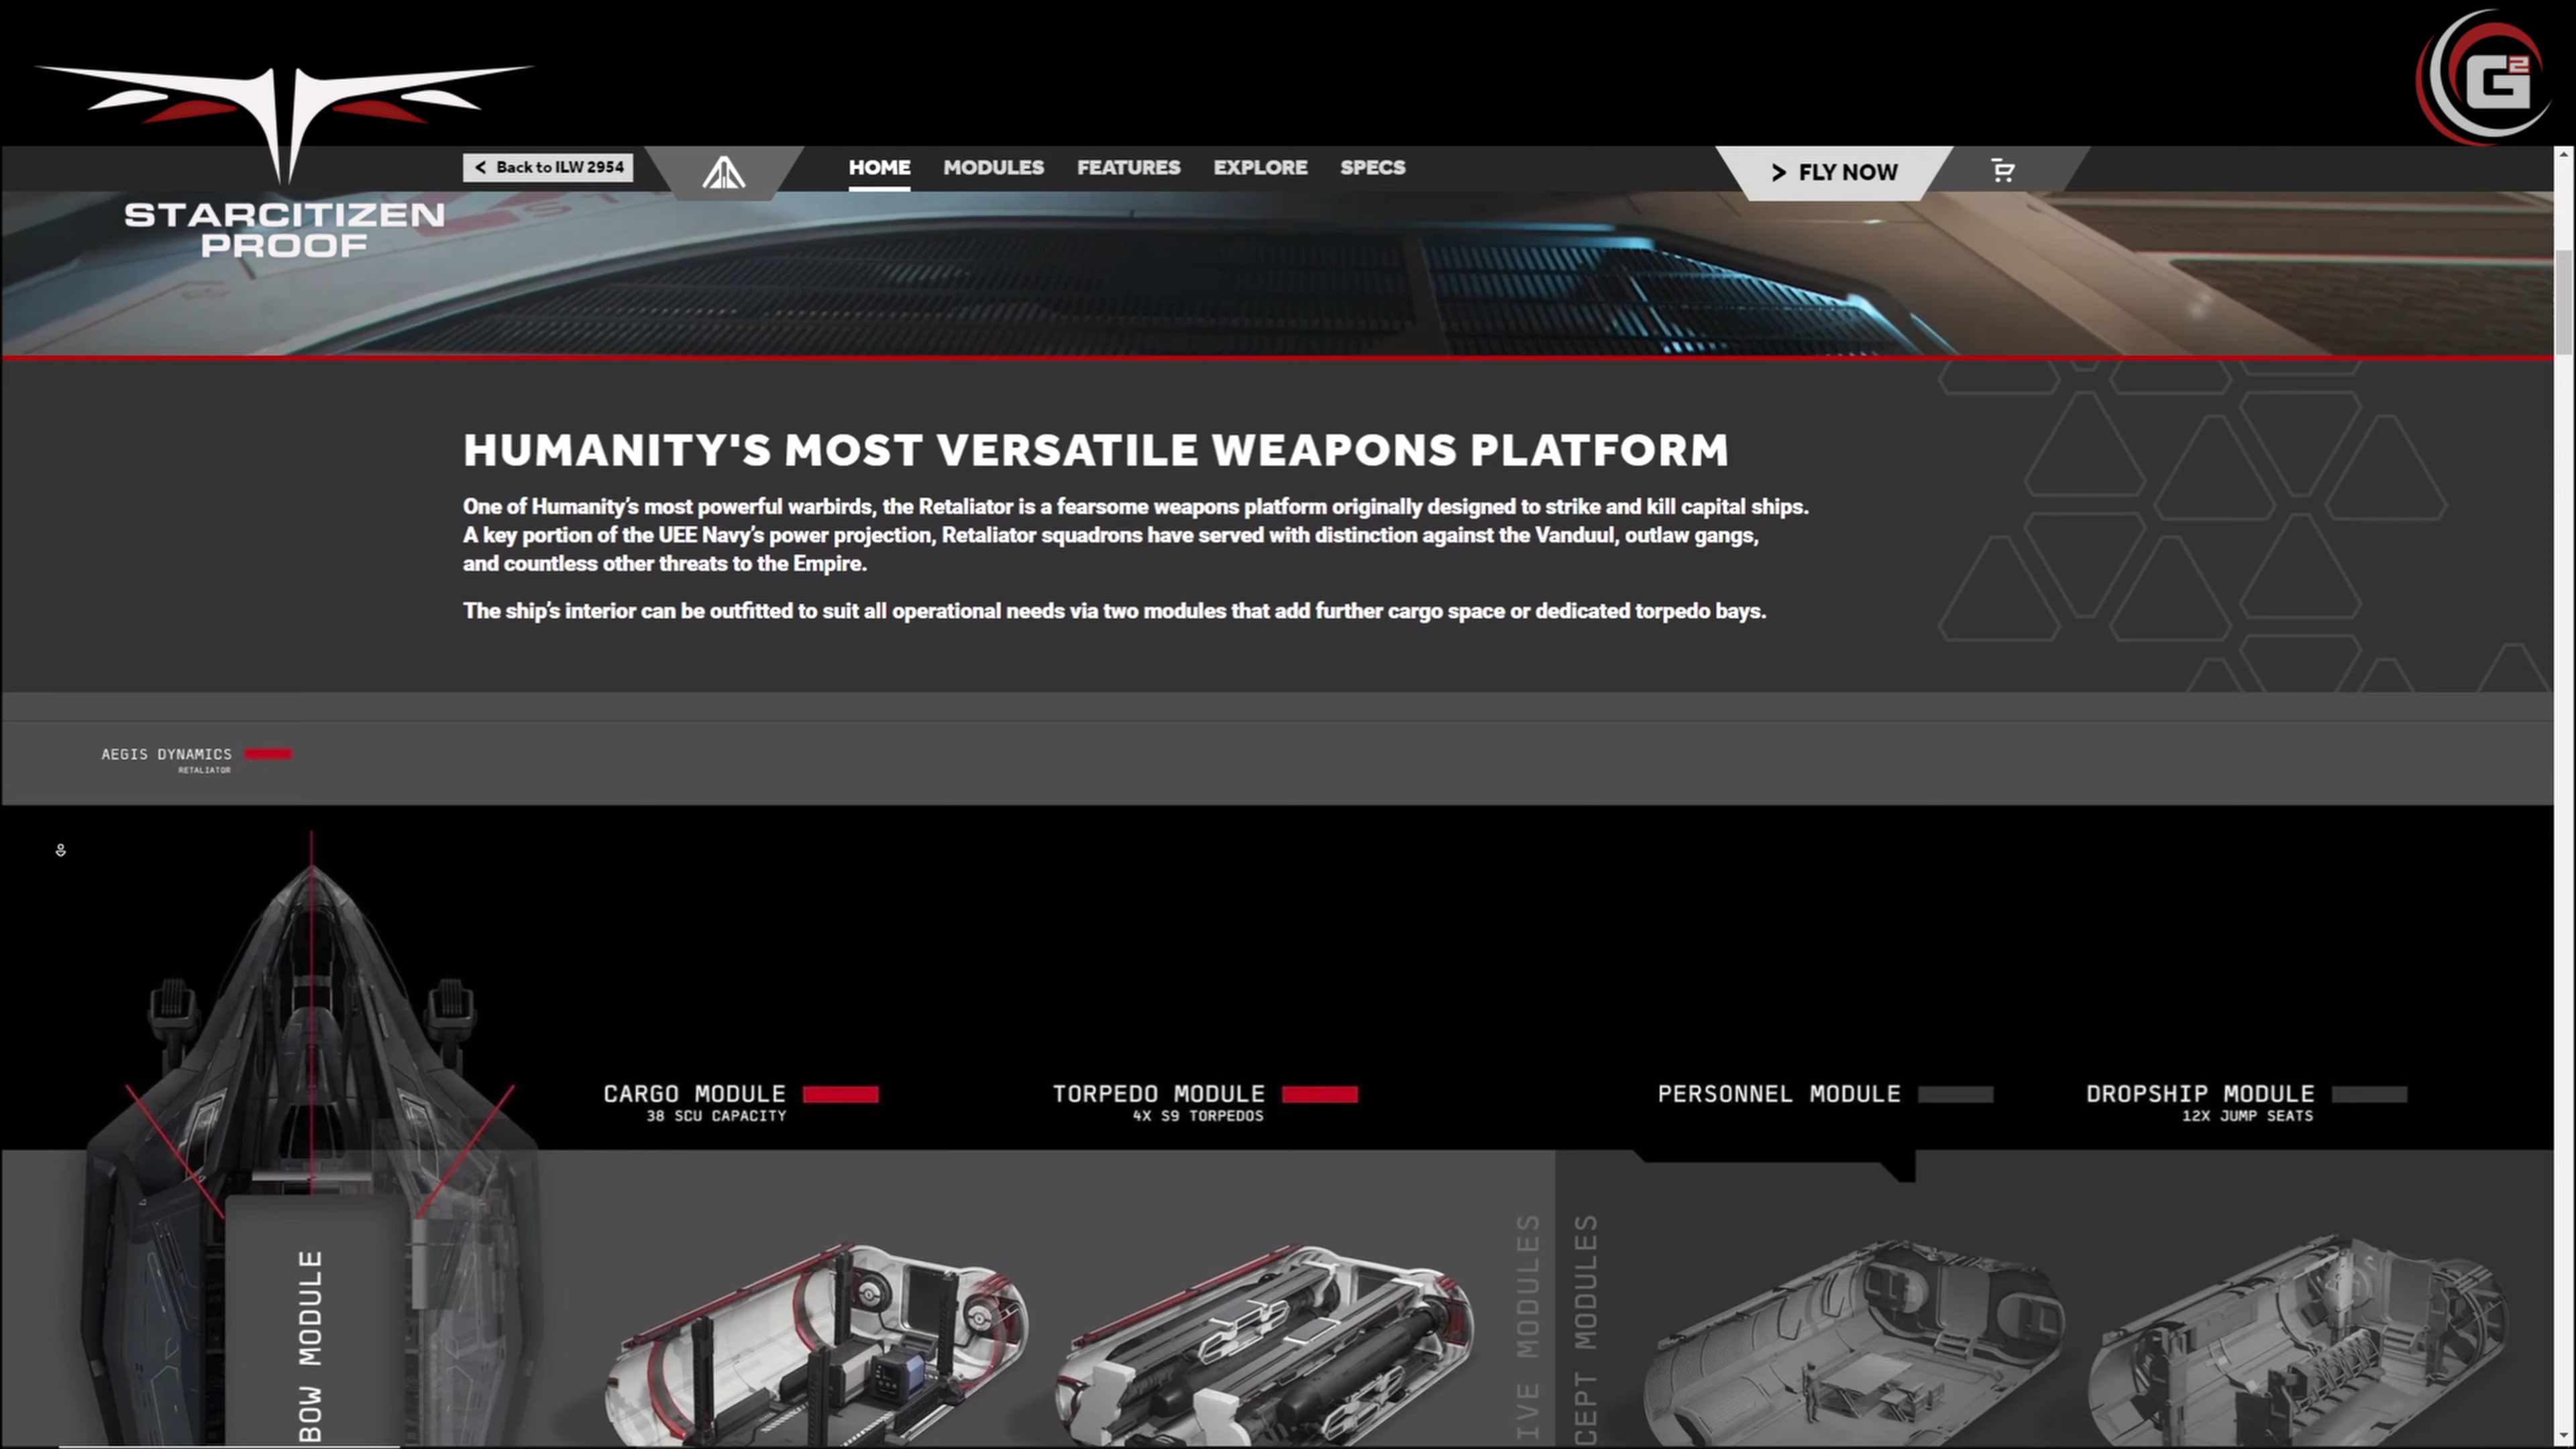 G2
< Back to ILW 2954
HOME
MODULES
FEATURES
EXPLORE
SPECS
> FLY NOW
STARCITIZEN
PROOF
HUMANITY'S MOST VERSATILE WEAPONS PLATFORM
One of Humanity's most powerful warbirds, the Retaliator is a fearsome weapons platform originally designed to strike and kill capital ships.
A key portion of the UEE Navy's power projection, Retaliator squadrons have served with distinction against the Vanduul, outlaw gangs,
and countless other threats to the Empire.
The ship's interior can be outfitted to suit all operational needs via two modules that add further cargo space or dedicated torpedo bays.
AEGIS DYNAMICS
RETALIATOR
CARGO MODULE
38 SCU CAPACITY
TORPEDO MODULE
4X S9 TORPEDOS
PERSONNEL MODULE
DROPSHIP MODULE
12X JUMP SEATS
BOW MODULE
IVE MODULES
CEPT MODULES